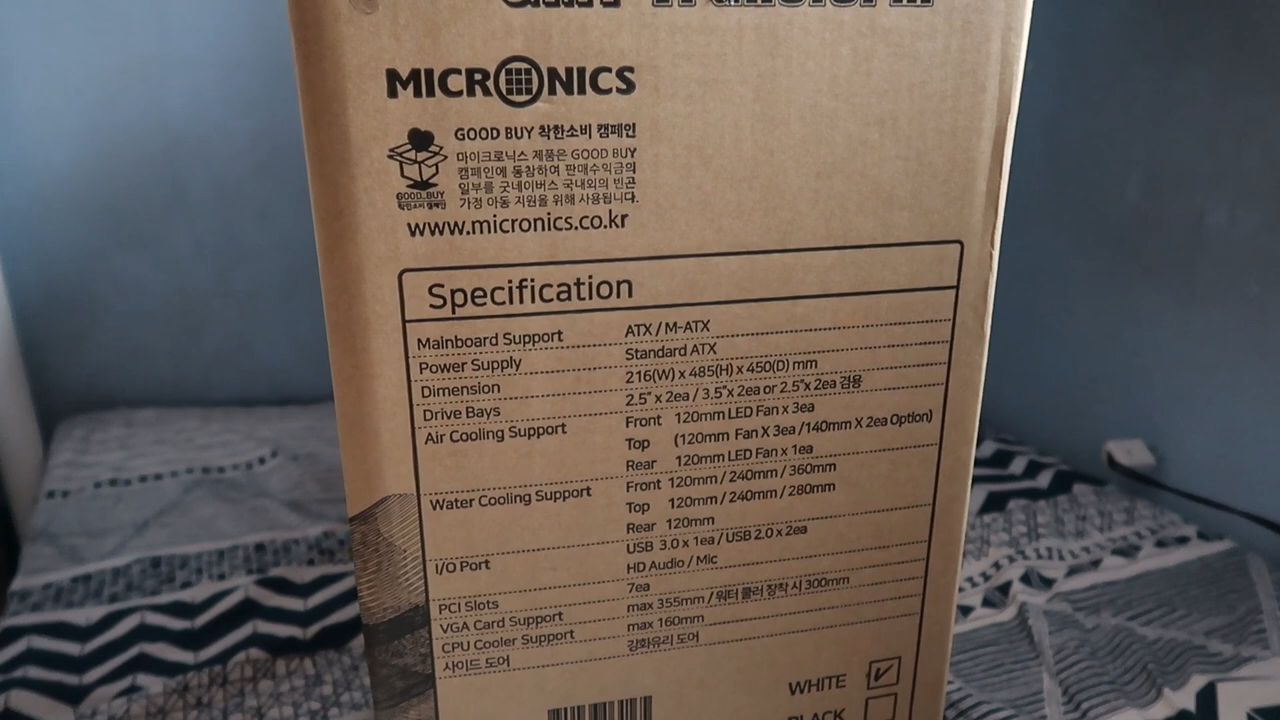 MICRONICS
GOOD BUY 착한소비 캠페인
마이크로닉스 제품은 GOOD BUY
캠페인에 동참하여 판매수익금의
일부를 굿네이버스 국내외의 빈곤
가정 아동 지원을 위해 사용됩니다.
GOOD_BUY
착한소비 캠페인
www.micronics.co.kr
Specification
Mainboard Support ATX / M-ATX
Power Supply Standard ATX
Dimension 216(W) x 485(H) x 450(D) mm
Drive Bays 2.5" x 2ea / 3.5"x 2ea or 2.5"x 2ea 겸용
Air Cooling Support Front 120mm LED Fan x 3ea
Top (120mm Fan X 3ea /140mm X 2ea Option)
Rear 120mm LED Fan x 1ea
Water Cooling Support Front 120mm / 240mm / 360mm
Top 120mm / 240mm / 280mm
Rear 120mm
I/O Port USB 3.0 x 1ea / USB 2.0 x 2ea
HD Audio / Mic
PCI Slots 7ea
VGA Card Support max 355mm / 워터 쿨러 장착 시 300mm
CPU Cooler Support max 160mm
사이드 도어 강화유리 도어
WHITE
BLACK